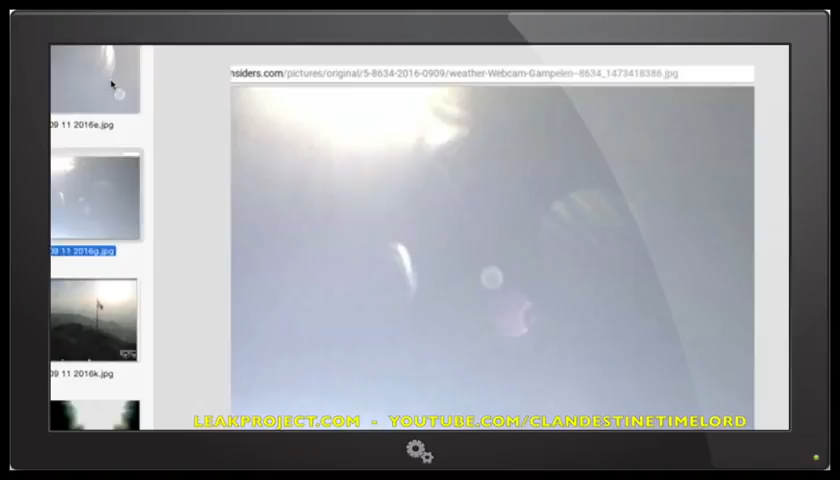 nsiders.com/pictures/original/5-8634-2016-0909/weather-Webcam-Gampelen--8634_1473418386.jpg
09 11 2016e.jpg
09 11 2016g.jpg
09 11 2016k.jpg
LEAKPROJECT.COM - YOUTUBE.COM/CLANDESTINETIMELORD